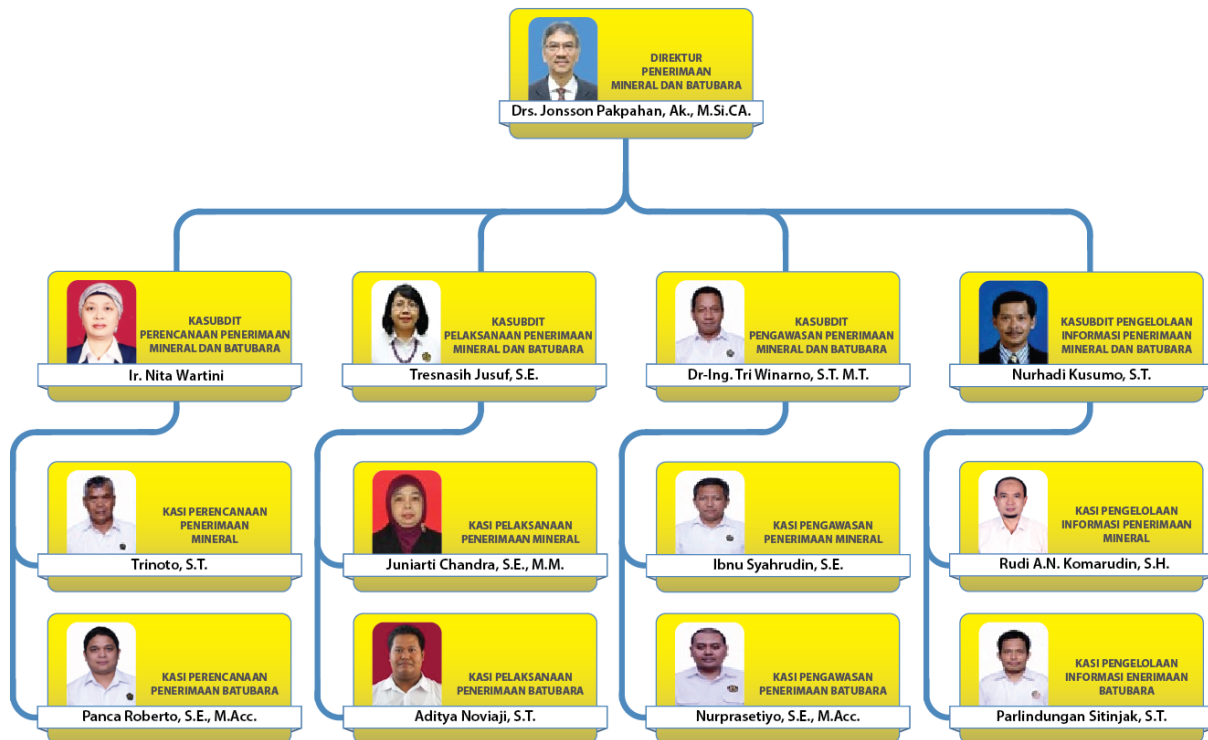 DIREKTUR
PENERIMAAN
MINERAL DAN BATUBARA
Drs. Jonsson Pakpahan, Ak., M.Si.CA.
KASUBDIT
PERENCANAAN PENERIMAAN
MINERAL DAN BATUBARA
Ir. Nita Wartini
KASUBDIT
PELAKSANAAN PENERIMAAN
MINERAL DAN BATUBARA
Tresnasih Jusuf, S.E.
KASUBDIT
PENGAWASAN PENERIMAAN
MINERAL DAN BATUBARA
Dr-Ing. Tri Winarno, S.T. M.T.
KASUBDIT PENGELOLAAN
INFORMASI PENERIMAAN
MINERAL DAN BATUBARA
Nurhadi Kusumo, S.T.
KASI PERENCANAAN
PENERIMAAN
MINERAL
Trinoto, S.T.
KASI PELAKSANAAN
PENERIMAAN MINERAL
Juniarti Chandra, S.E., M.M.
KASI PENGAWASAN
PENERIMAAN MINERAL
Ibnu Syahrudin, S.E.
KASI PENGELOLAAN
INFORMASI PENERIMAAN
MINERAL
Rudi A.N. Komarudin, S.H.
KASI PERENCANAAN
PENERIMAAN BATUBARA
Panca Roberto, S.E., M.Acc.
KASI PELAKSANAAN
PENERIMAAN BATUBARA
Aditya Noviaji, S.T.
KASI PENGAWASAN
PENERIMAAN BATUBARA
Nurprasetiyo, S.E., M.Acc.
KASI PENGELOLAAN
INFORMASI ENERIMAAN
BATUBARA
Parlindungan Sitinjak, S.T.